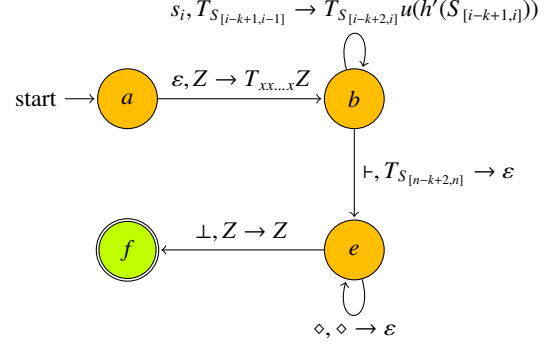 s_i, T_{S_{[i-k+1,i-1]}} → T_{S_{[i-k+2,i]}} u(h′(S_{[i-k+1,i]}))
start a ε, Z → T_{xx...x}Z b
⊢, T_{S_{[n-k+2,n]}} → ε
f ⊥, Z → Z e
⋄, ⋄ → ε